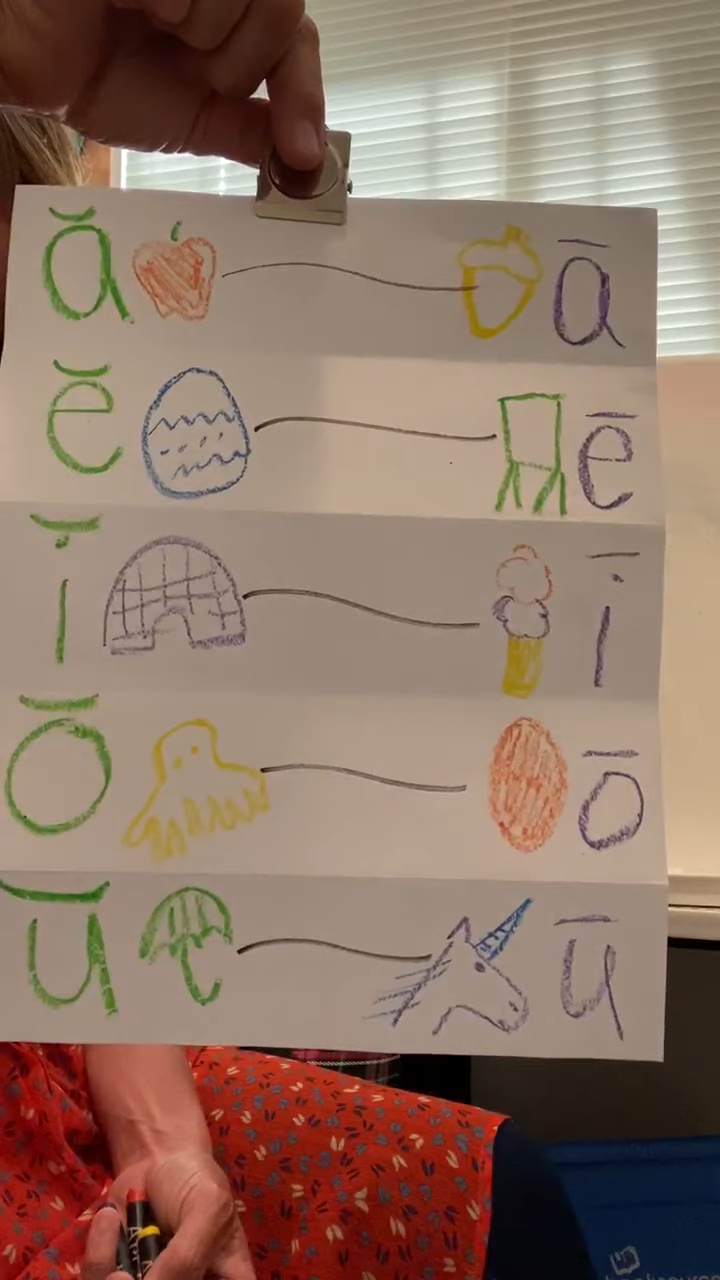 ă ā
ĕ ē
ĭ ī
ŏ ō
ŭ ū